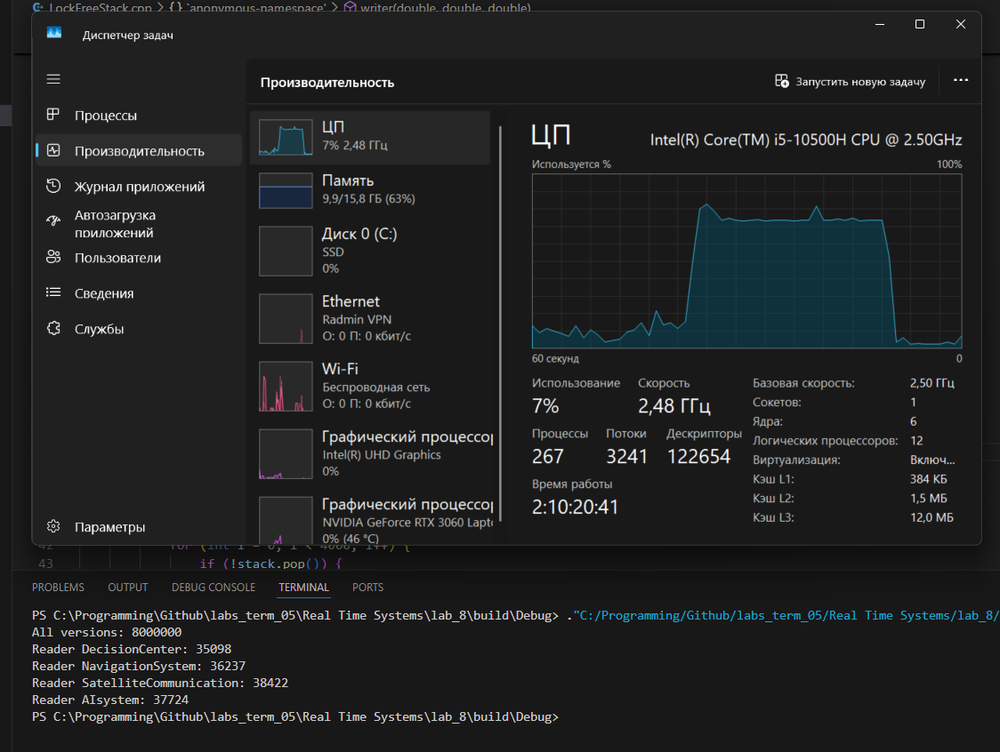 LockFreeStack.cpp > {} `anonymous-namespace' > writer(double, double, double)
Диспетчер задач
Производительность
Запустить новую задачу
Процессы
Производительность
Журнал приложений
Автозагрузка
приложений
Пользователи
Сведения
Службы
Параметры
ЦП
7% 2,48 ГГц
Память
9,9/15,8 ГБ (63%)
Диск 0 (C:)
SSD
0%
Ethernet
Radmin VPN
О: 0 П: 0 кбит/с
Wi-Fi
Беспроводная сеть
О: 0 П: 0 кбит/с
Графический процессор
Intel(R) UHD Graphics
0%
Графический процессор
NVIDIA GeForce RTX 3060 Lapto
0% (46 °C)
ЦП
Intel(R) Core(TM) i5-10500H CPU @ 2.50GHz
Используется % 100%
60 секунд 0
Использование Скорость
7% 2,48 ГГц
Процессы Потоки Дескрипторы
267 3241 122654
Время работы
2:10:20:41
Базовая скорость: 2,50 ГГц
Сокетов: 1
Ядра: 6
Логических процессоров: 12
Виртуализация: Включ...
Кэш L1: 384 КБ
Кэш L2: 1,5 МБ
Кэш L3: 12,0 МБ
42 for (int i = 0; i < 4000; i++) {
43 if (!stack.pop()) {
PROBLEMS OUTPUT DEBUG CONSOLE TERMINAL PORTS
PS C:\Programming\Github\labs_term_05\Real Time Systems\lab_8\build\Debug> ."C:/Programming/Github/labs_term_05/Real Time Systems/lab_8/
All versions: 8000000
Reader DecisionCenter: 35098
Reader NavigationSystem: 36237
Reader SatelliteCommunication: 38422
Reader AIsystem: 37724
PS C:\Programming\Github\labs_term_05\Real Time Systems\lab_8\build\Debug>